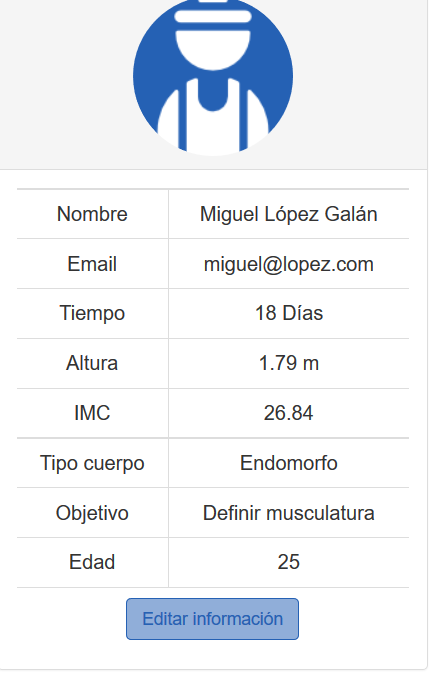 Nombre Miguel López Galán
Email miguel@lopez.com
Tiempo 18 Días
Altura 1.79 m
IMC 26.84
Tipo cuerpo Endomorfo
Objetivo Definir musculatura
Edad 25
Editar información